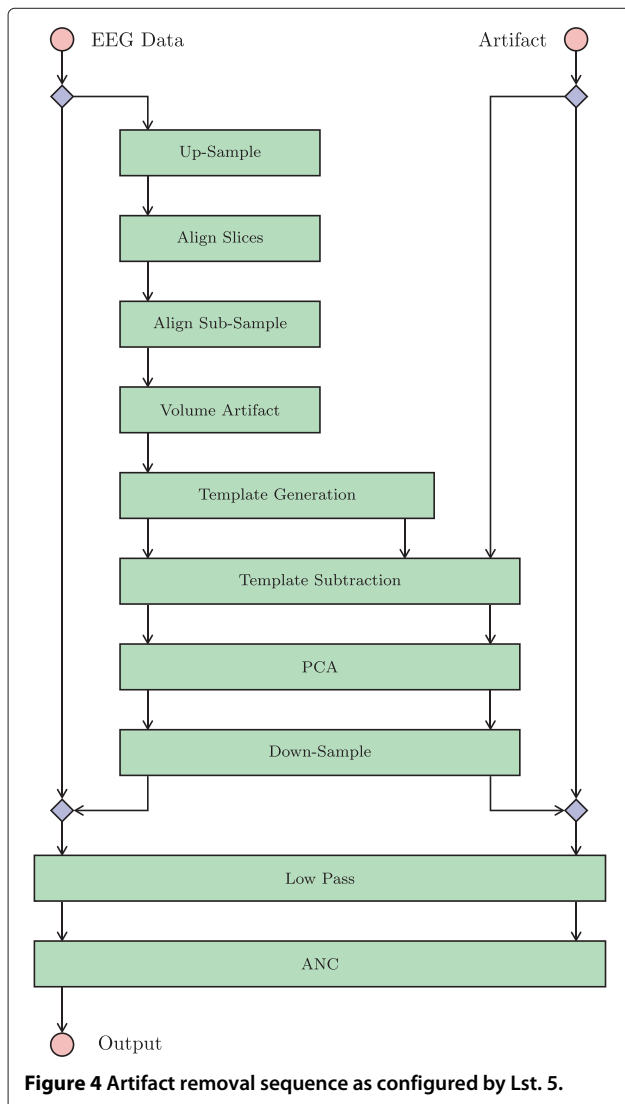 EEG Data
Artifact
Up-Sample
Align Slices
Align Sub-Sample
Volume Artifact
Template Generation
Template Subtraction
PCA
Down-Sample
Low Pass
ANC
Output
Figure 4 Artifact removal sequence as configured by Lst. 5.